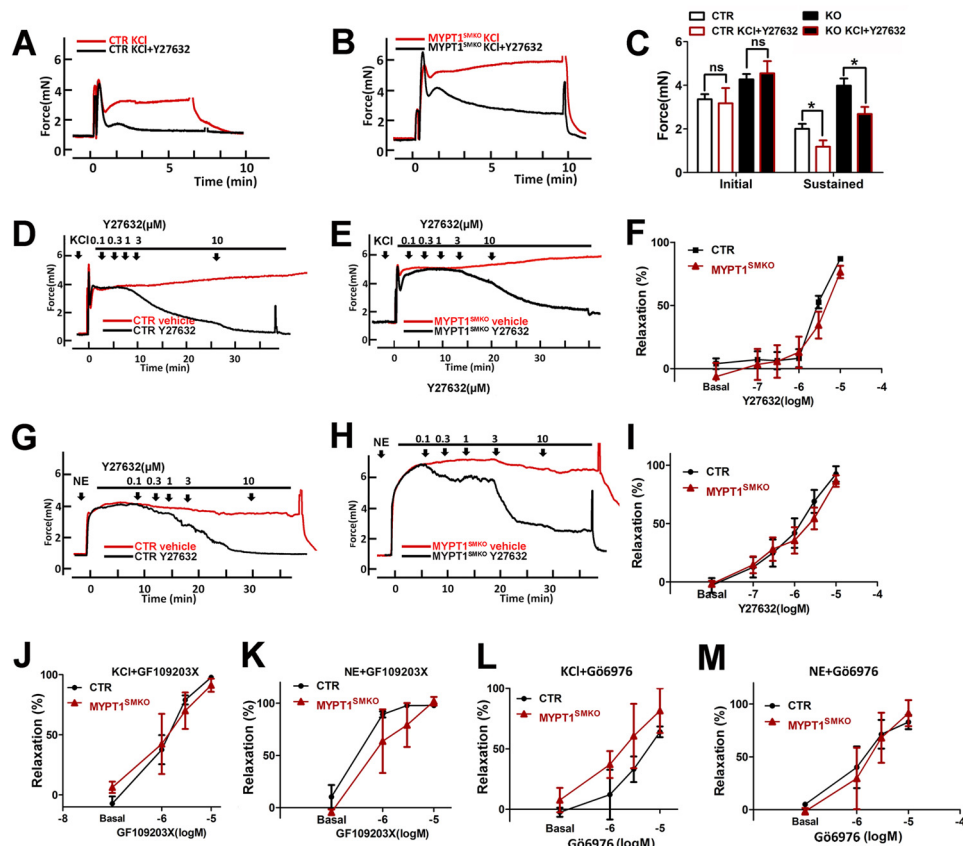 A
CTR KCl
CTR KCl+Y27632
Force(mN)
6
4
2
0
0
5
10
Time (min)
B
MYPT1SMKO KCl
MYPT1SMKO KCl+Y27632
Force(mN)
6
4
2
0
0
5
10
Time (min)
C
CTR
KO
CTR KCl+Y27632
KO KCl+Y27632
Force(mN)
6
4
2
0
ns
ns
*
*
Initial
Sustained
D
Y27632(μM)
KCl
0.1
0.3
1
3
10
Force(mN)
6
4
2
0
CTR vehicle
CTR Y27632
0
10
20
30
Time (min)
E
Y27632(μM)
KCl
0.1
0.3
1
3
10
Force(mN)
6
4
2
0
MYPT1SMKO vehicle
MYPT1SMKO Y27632
0
10
20
30
Time (min)
F
CTR
MYPT1SMKO
Relaxation (%)
100
50
0
Basal
-7
-6
-5
-4
Y27632(logM)
G
Y27632(μM)
NE
0.1
0.3
1
3
10
Force(mN)
6
4
2
0
CTR vehicle
CTR Y27632
0
10
20
30
Time (min)
H
Y27632(μM)
NE
0.1
0.3
1
3
10
Force(mN)
6
4
2
0
MYPT1SMKO vehicle
MYPT1SMKO Y27632
0
10
20
30
Time (min)
I
CTR
MYPT1SMKO
Relaxation (%)
100
50
0
Basal
-7
-6
-5
-4
Y27632(logM)
J
KCl+GF109203X
CTR
MYPT1SMKO
Relaxation (%)
100
50
0
-8
Basal
-6
-5
GF109203X(logM)
K
NE+GF109203X
CTR
MYPT1SMKO
Relaxation (%)
100
50
0
Basal
-6
-5
-4
GF109203X(logM)
L
KCl+Gö6976
CTR
MYPT1SMKO
Relaxation (%)
100
50
0
Basal
-6
-5
Gö6976(logM)
M
NE+Gö6976
CTR
MYPT1SMKO
Relaxation (%)
100
50
0
Basal
-6
-5
-4
Gö6976 (logM)